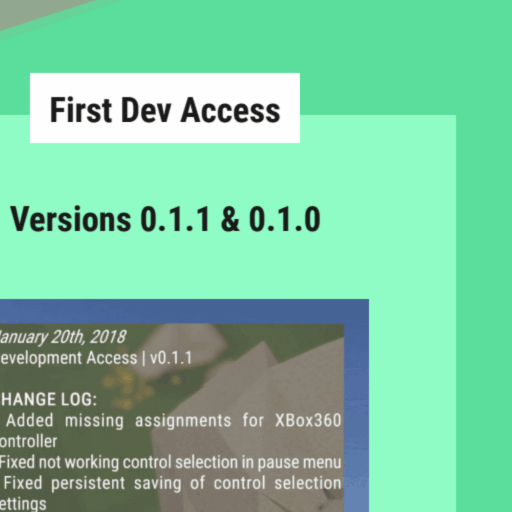 First Dev Access
Versions 0.1.1 & 0.1.0
January 20th, 2018
evelopment Access | v0.1.1
HANGE LOG:
Added missing assignments for XBox360
ontroller
Fixed not working control selection in pause menu
Fixed persistent saving of control selection
ettings